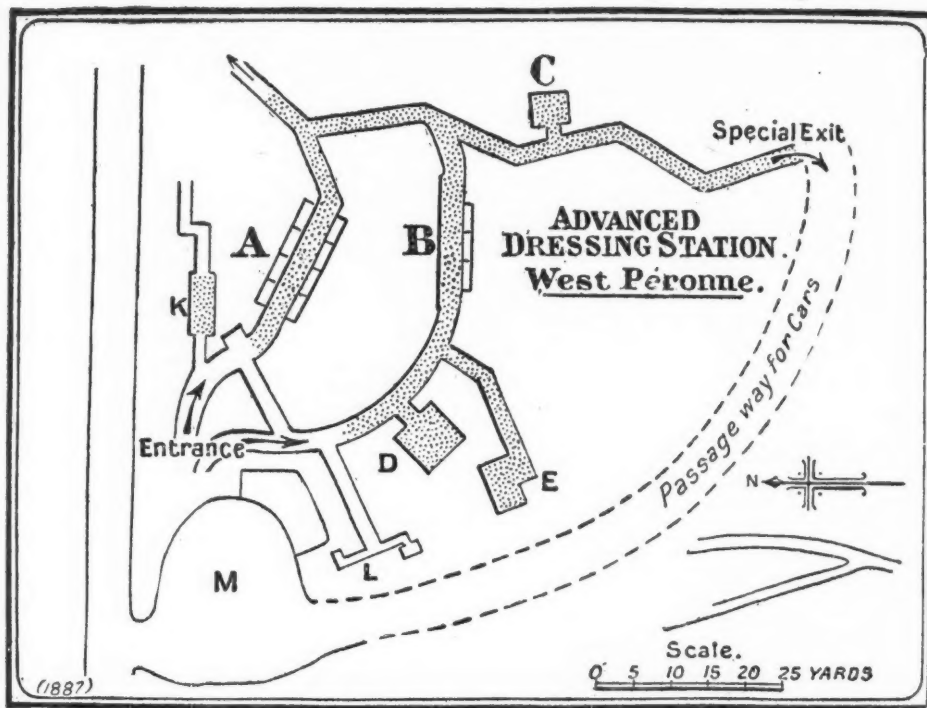 C
Special Exit
A
B
ADVANCED
DRESSING STATION.
West Péronne.
K
Entrance
D
E
Passage way for Cars
N
L
M
Scale.
0 5 10 15 20 25 YARDS
(1887)